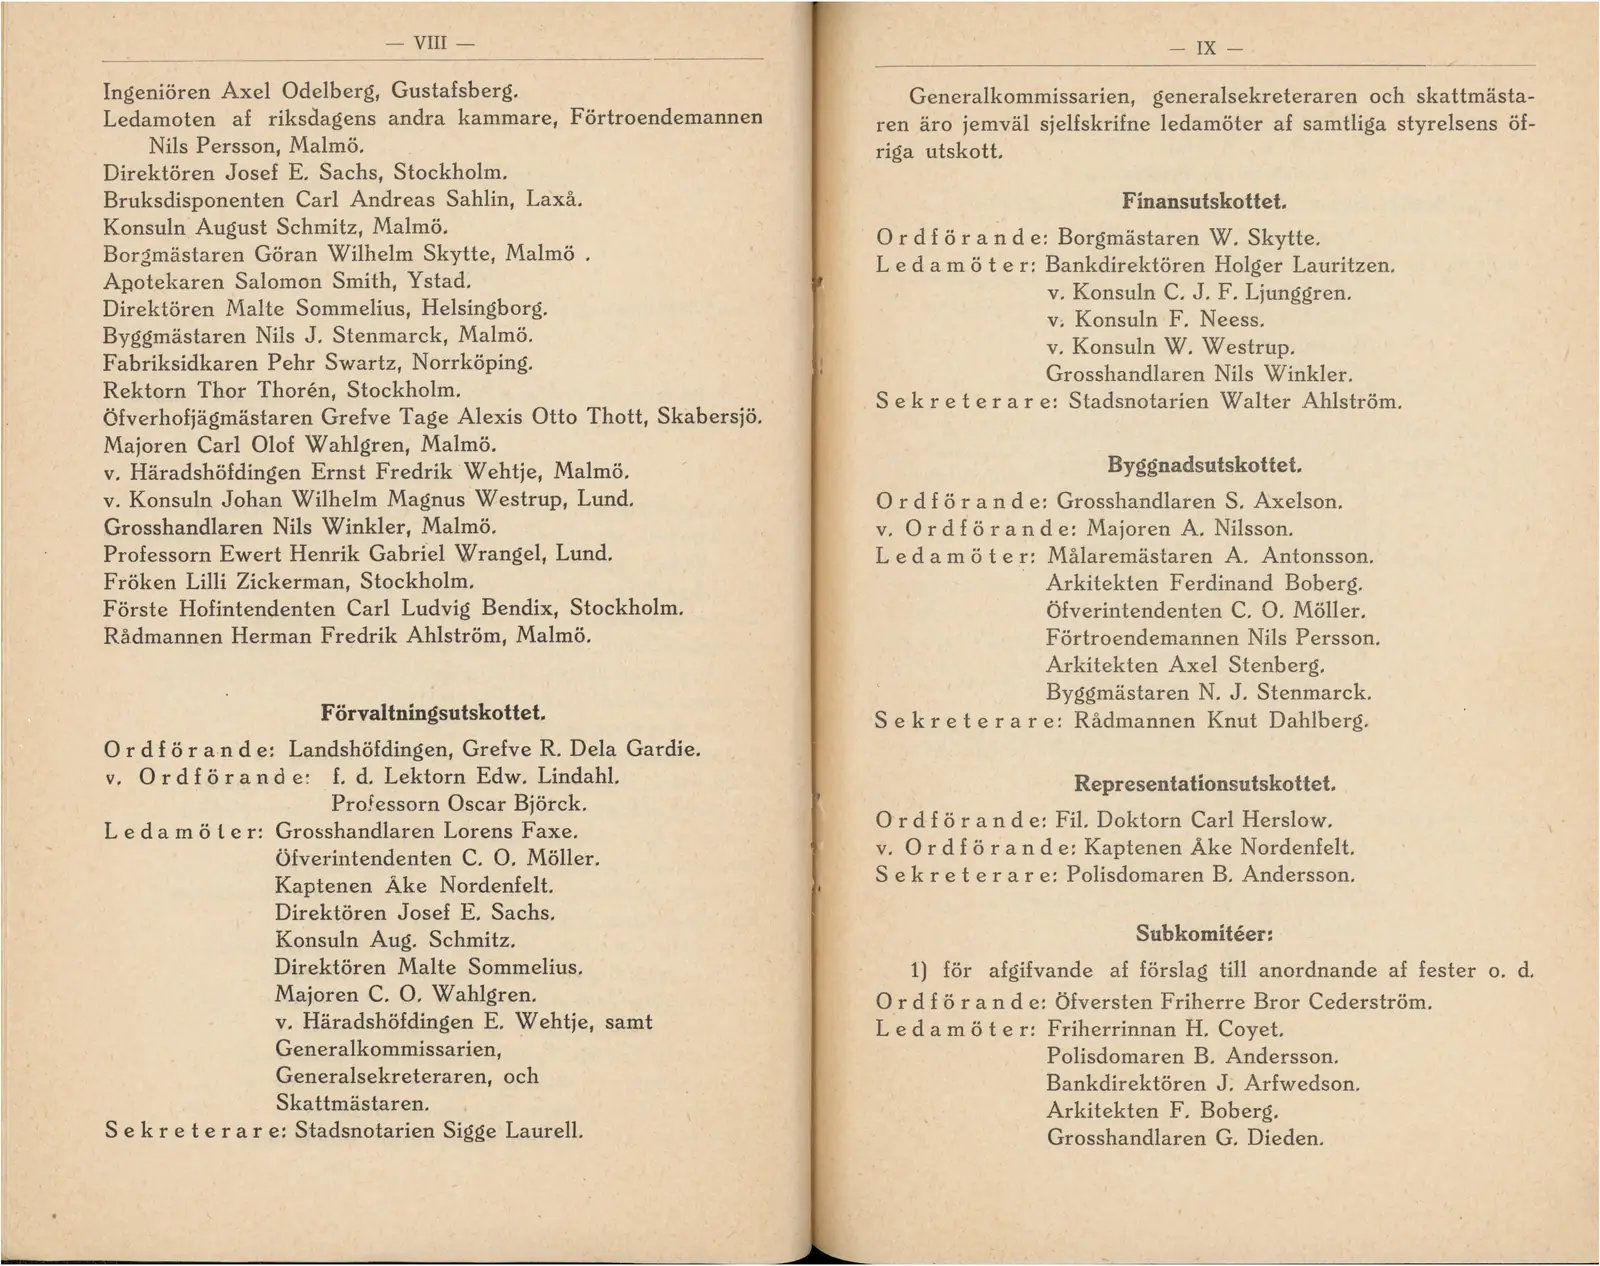 — VIII —
Ingeniören Axel Odelberg, Gustafsberg.
Ledamoten af riksdagens andra kammare, Förtroendemannen
Nils Persson, Malmö.
Direktören Josef E. Sachs, Stockholm.
Bruksdisponenten Carl Andreas Sahlin, Laxå.
Konsuln August Schmitz, Malmö.
Borgmästaren Göran Wilhelm Skytte, Malmö .
Apotekaren Salomon Smith, Ystad.
Direktören Malte Sommelius, Helsingborg.
Byggmästaren Nils J. Stenmarck, Malmö.
Fabriksidkaren Pehr Swartz, Norrköping.
Rektorn Thor Thorén, Stockholm.
Öfverhofjägmästaren Grefve Tage Alexis Otto Thott, Skabersjö.
Majoren Carl Olof Wahlgren, Malmö.
v. Häradshöfdingen Ernst Fredrik Wehtje, Malmö.
v. Konsuln Johan Wilhelm Magnus Westrup, Lund.
Grosshandlaren Nils Winkler, Malmö.
Professorn Ewert Henrik Gabriel Wrangel, Lund.
Fröken Lilli Zickerman, Stockholm.
Förste Hofintendenten Carl Ludvig Bendix, Stockholm.
Rådmannen Herman Fredrik Ahlström, Malmö.
Förvaltningsutskottet.
Ordförande: Landshöfdingen, Grefve R. Dela Gardie.
v. Ordförande: f. d. Lektorn Edw. Lindahl.
Professorn Oscar Björck.
Ledamöter: Grosshandlaren Lorens Faxe.
Öfverintendenten C. O. Möller.
Kaptenen Åke Nordenfelt.
Direktören Josef E. Sachs.
Konsuln Aug. Schmitz.
Direktören Malte Sommelius.
Majoren C. O. Wahlgren.
v. Häradshöfdingen E. Wehtje, samt
Generalkommissarien,
Generalsekreteraren, och
Skattmästaren.
Sekreterare: Stadsnotarien Sigge Laurell.
— IX —
Generalkommissarien, generalsekreteraren och skattmästa-
ren äro jemväl sjelfskrifne ledamöter af samtliga styrelsens öf-
riga utskott.
Finansutskottet.
Ordförande: Borgmästaren W. Skytte.
Ledamöter: Bankdirektören Holger Lauritzen.
v. Konsuln C. J. F. Ljunggren.
v. Konsuln F. Neess.
v. Konsuln W. Westrup.
Grosshandlaren Nils Winkler.
Sekreterare: Stadsnotarien Walter Ahlström.
Byggnadsutskottet.
Ordförande: Grosshandlaren S. Axelson.
v. Ordförande: Majoren A. Nilsson.
Ledamöter: Målaremästaren A. Antonsson.
Arkitekten Ferdinand Boberg.
Öfverintendenten C. O. Möller.
Förtroendemannen Nils Persson.
Arkitekten Axel Stenberg.
Byggmästaren N. J. Stenmarck.
Sekreterare: Rådmannen Knut Dahlberg.
Representationsutskottet.
Ordförande: Fil. Doktorn Carl Herslow.
v. Ordförande: Kaptenen Åke Nordenfelt.
Sekreterare: Polisdomaren B. Andersson.
Subkomitéer:
1) för afgifvande af förslag till anordnande af fester o. d.
Ordförande: Öfversten Friherre Bror Cederström.
Ledamöter: Friherrinnan H. Coyet.
Polisdomaren B. Andersson.
Bankdirektören J. Arfwedson.
Arkitekten F. Boberg.
Grosshandlaren G. Dieden.